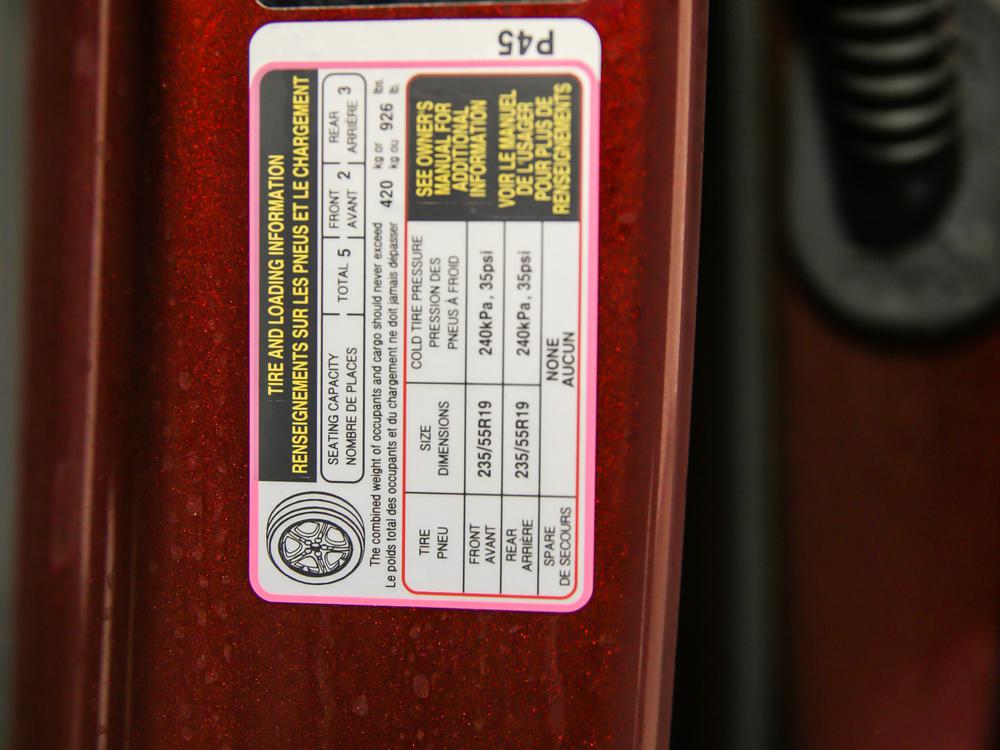 P45
TIRE AND LOADING INFORMATION
RENSEIGNEMENTS SUR LES PNEUS ET LE CHARGEMENT
SEATING CAPACITY
NOMBRE DE PLACES
TOTAL 5
FRONT
AVANT 2
REAR
ARRIÈRE 3
The combined weight of occupants and cargo should never exceed 420 kg or 926 lbs.
Le poids total des occupants et du chargement ne doit jamais dépasser kg ou lb.
TIRE
PNEU
SIZE
DIMENSIONS
COLD TIRE PRESSURE
PRESSION DES
PNEUS À FROID
FRONT
AVANT
235/55R19
240kPa, 35psi
REAR
ARRIÈRE
235/55R19
240kPa, 35psi
SPARE
DE SECOURS
NONE
AUCUN
SEE OWNER'S
MANUAL FOR
ADDITIONAL
INFORMATION
VOIR LE MANUEL
DE L'USAGER
POUR PLUS DE
RENSEIGNEMENTS